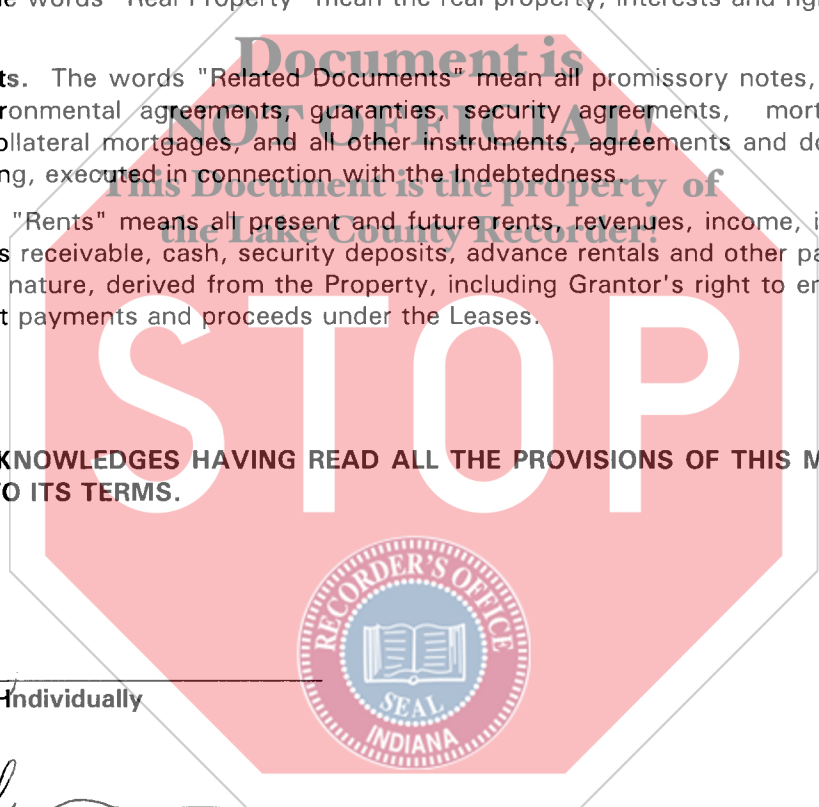 e words "Real Property" mean the real property, interests and rig
Document is
ts. The words "Related Documents" mean all promissory notes,
ronmental agreements, guaranties, security agreements, mort
NOT OFFICIAL!
ollateral mortgages, and all other instruments, agreements and do
ng, executed in connection with the Indebtedness.
This Document is the property of
"Rents" means all present and future rents, revenues, income, i
the Lake County Recorder!
s receivable, cash, security deposits, advance rentals and other pa
nature, derived from the Property, including Grantor's right to en
t payments and proceeds under the Leases.
STOP
KNOWLEDGES HAVING READ ALL THE PROVISIONS OF THIS M
TO ITS TERMS.
RECORDER'S OFFICE
SEAL
INDIANA
Individually